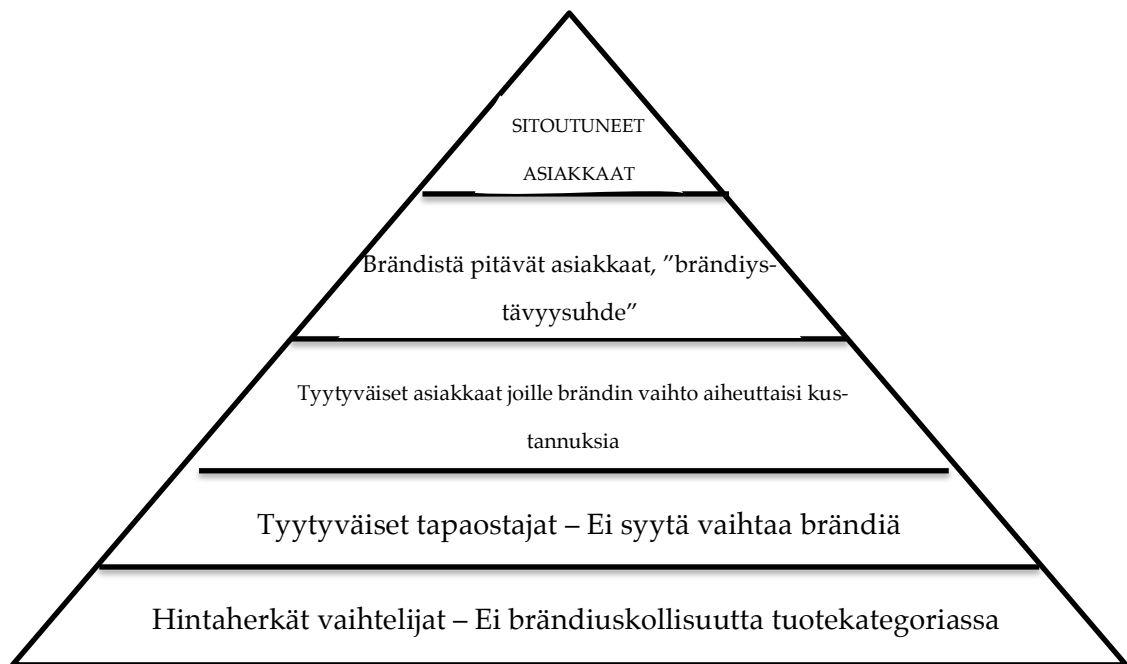 SITOUTUNEET
ASIAKKAAT
Brändistä pitävät asiakkaat, ”brändiys-
tävyysuhde”
Tyytyväiset asiakkaat joille brändin vaihto aiheuttaisi kus-
tannuksia
Tyytyväiset tapaostajat – Ei syytä vaihtaa brändiä
Hintaherkät vaihtelijat – Ei brändiuskollisuutta tuotekategoriassa